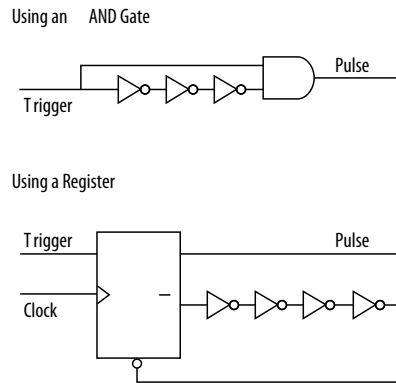 Using an AND Gate
Pulse
Trigger
Using a Register
Trigger
Pulse
Clock